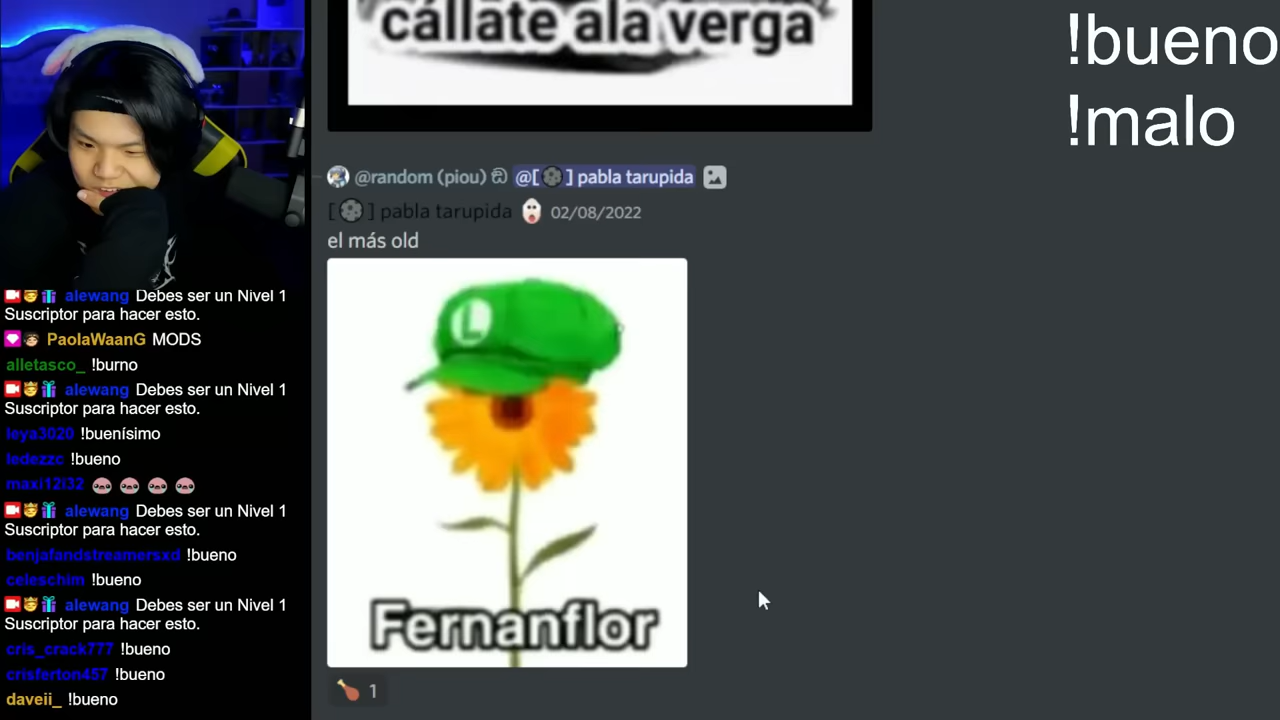 cállate ala verga
!bueno
!malo
@random (piou) @[ ] pabla tarupida
[ ] pabla tarupida 02/08/2022
el más old
L
Fernanflor
1
alewang Debes ser un Nivel 1
Suscriptor para hacer esto.
PaolaWaanG MODS
alletasco_ !burno
alewang Debes ser un Nivel 1
Suscriptor para hacer esto.
leya3020 !buenísimo
ledezzc !bueno
maxi12i32
alewang Debes ser un Nivel 1
Suscriptor para hacer esto.
benjafandstreamersxd !bueno
celeschim !bueno
alewang Debes ser un Nivel 1
Suscriptor para hacer esto.
cris_crack777 !bueno
crisferton457 !bueno
daveii_ !bueno